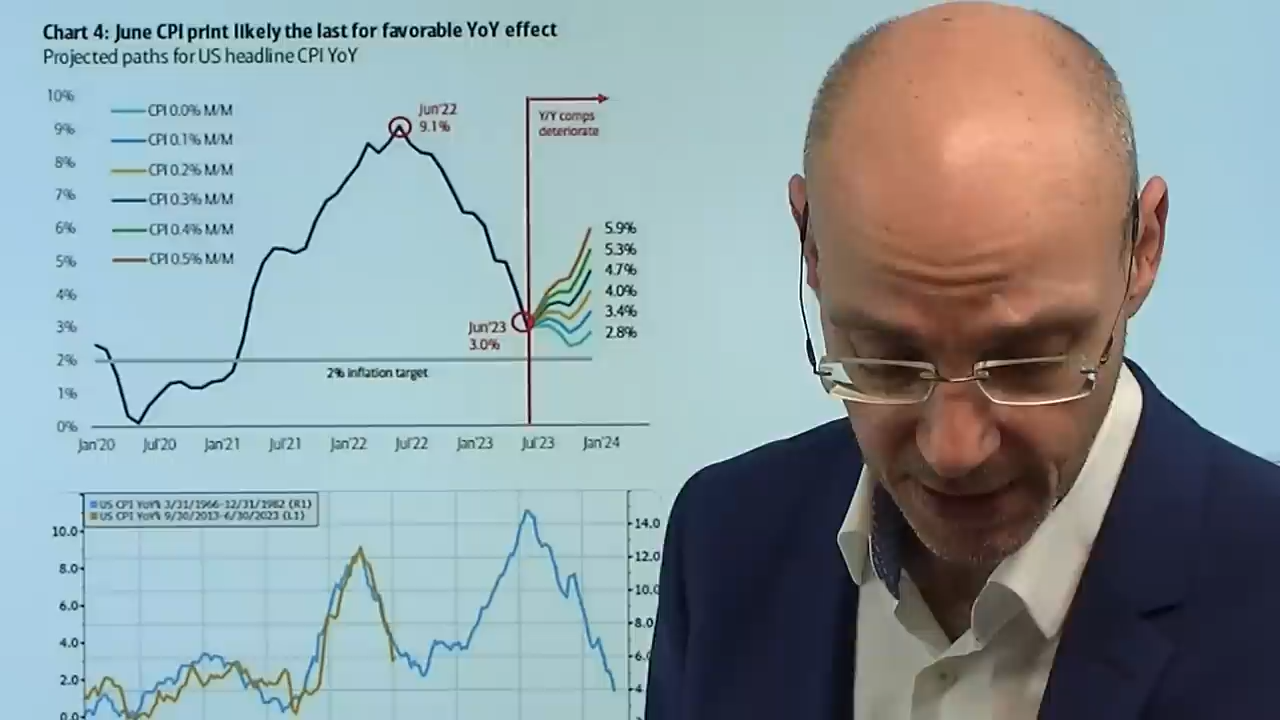 Chart 4: June CPI print likely the last for favorable YoY effect
Projected paths for US headline CPI YoY
10%
9%
8%
7%
6%
5%
4%
3%
2%
1%
0%
CPI 0.0% M/M
CPI 0.1% M/M
CPI 0.2% M/M
CPI 0.3% M/M
CPI 0.4% M/M
CPI 0.5% M/M
Jun'22
9.1%
Y/Y comps
deteriorate
5.9%
5.3%
4.7%
4.0%
3.4%
2.8%
Jun'23
3.0%
2% inflation target
Jan'20 Jul'20 Jan'21 Jul'21 Jan'22 Jul'22 Jan'23 Jul'23 Jan'24
US CPI YoY% 3/31/1966-12/31/1982 (R1)
US CPI YoY% 9/30/2013-6/30/2023 (L1)
10.0
8.0
6.0
4.0
2.0
0.0
14.0
12.0
10.0
8.0
6.
4